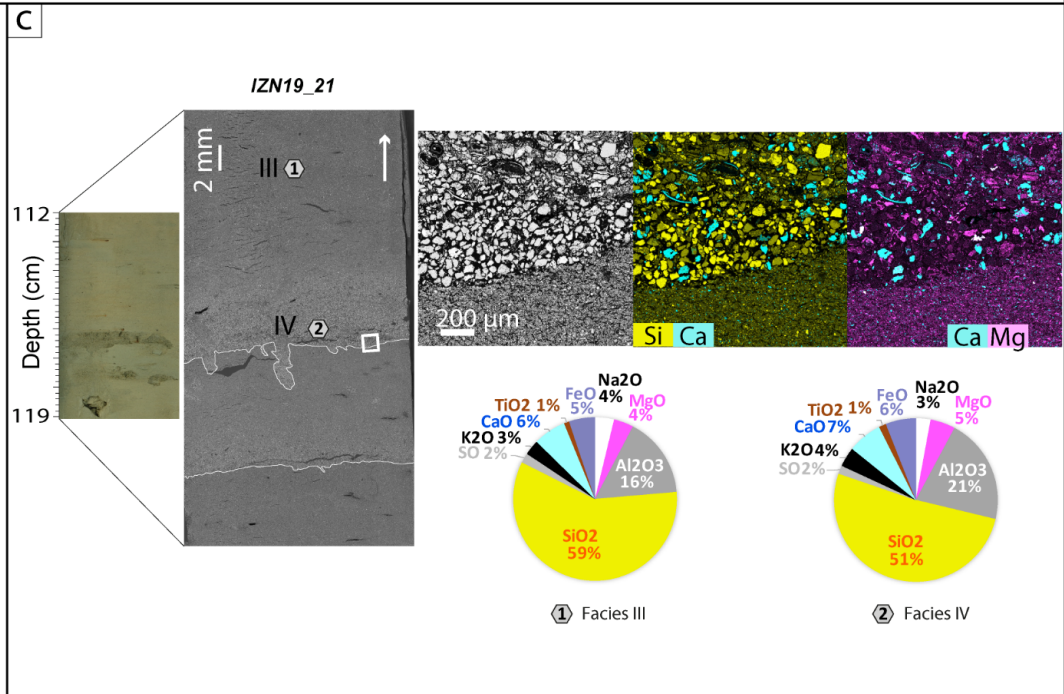 C
IZN19_21
2 mm
III 1
IV 2
112
Depth (cm)
119
200 µm
Si Ca
Ca Mg
Na2O
4%
FeO
5%
MgO
4%
TiO2 1%
CaO 6%
K2O 3%
SO 2%
Al2O3
16%
SiO2
59%
1 Facies III
Na2O
3%
FeO
6%
MgO
5%
TiO2 1%
CaO 7%
K2O 4%
SO 2%
Al2O3
21%
SiO2
51%
2 Facies IV